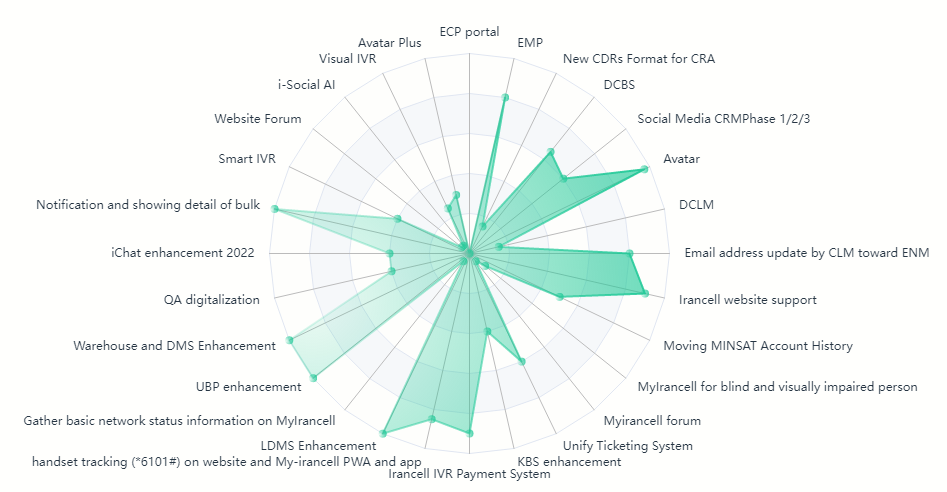 ECP portal
Avatar Plus
EMP
Visual IVR
New CDRs Format for CRA
i-Social AI
DCBS
Website Forum
Social Media CRMPhase 1/2/3
Smart IVR
Avatar
Notification and showing detail of bulk
DCLM
iChat enhancement 2022
Email address update by CLM toward ENM
QA digitalization
Irancell website support
Warehouse and DMS Enhancement
Moving MINSAT Account History
UBP enhancement
MyIrancell for blind and visually impaired person
Gather basic network status information on MyIrancell
Myirancell forum
LDMS Enhancement
Unify Ticketing System
handset tracking (*6101#) on website and My-irancell PWA and app
KBS enhancement
Irancell IVR Payment System